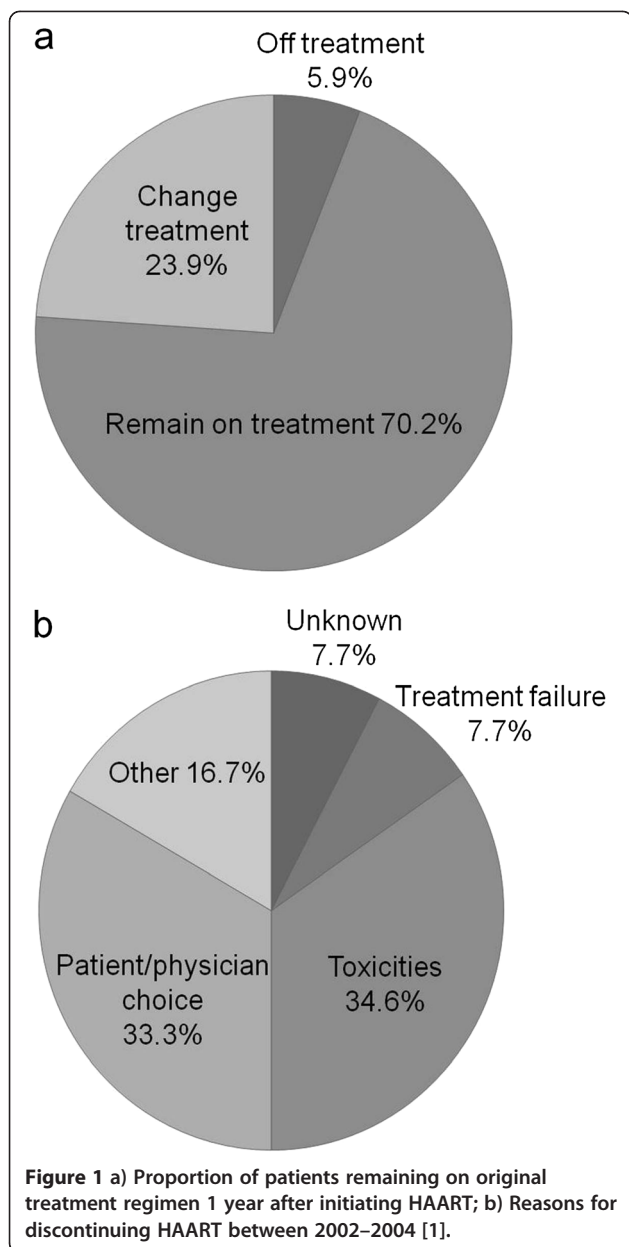 a
Off treatment
5.9%
Change
treatment
23.9%
Remain on treatment 70.2%
b
Unknown
7.7%
Treatment failure
7.7%
Other 16.7%
Patient/physician
choice
33.3%
Toxicities
34.6%
Figure 1 a) Proportion of patients remaining on original
treatment regimen 1 year after initiating HAART; b) Reasons for
discontinuing HAART between 2002–2004 [1].